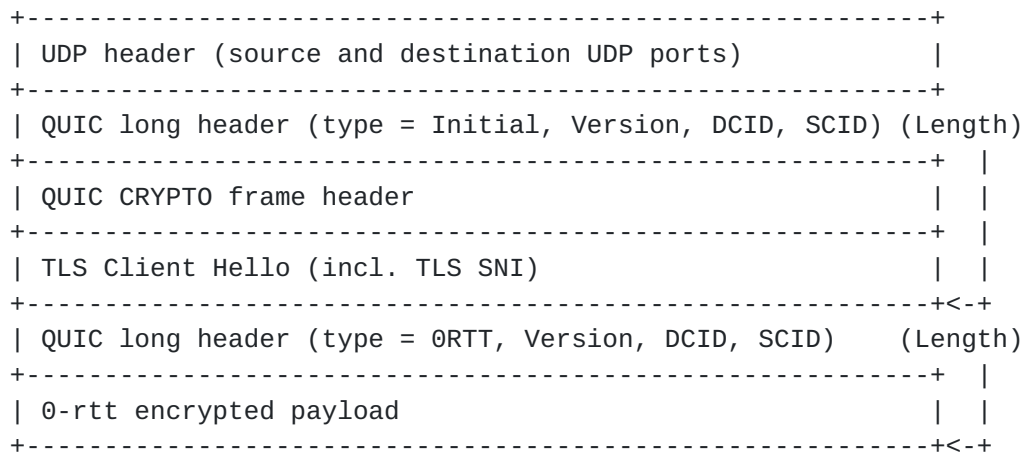 +----------------------------------------------------------+
| UDP header (source and destination UDP ports)            |
+----------------------------------------------------------+
| QUIC long header (type = Initial, Version, DCID, SCID) (Length)
+----------------------------------------------------------+  |
| QUIC CRYPTO frame header                                 |  |
+----------------------------------------------------------+  |
| TLS Client Hello (incl. TLS SNI)                         |  |
+----------------------------------------------------------+<-+
| QUIC long header (type = 0RTT, Version, DCID, SCID)    (Length)
+----------------------------------------------------------+  |
| 0-rtt encrypted payload                                  |  |
+----------------------------------------------------------+<-+